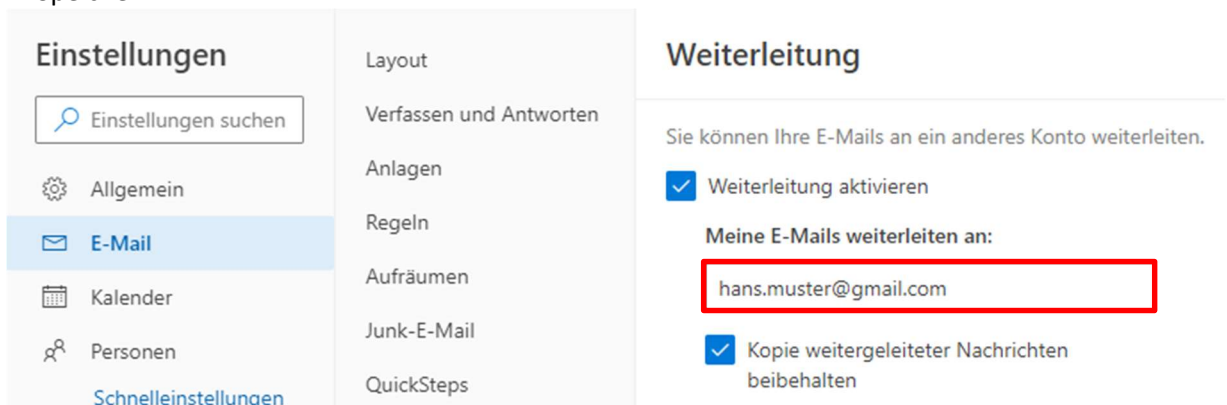 Einstellungen
Einstellungen suchen
Allgemein
E-Mail
Kalender
Personen
Schnelleinstellungen
Layout
Verfassen und Antworten
Anlagen
Regeln
Aufräumen
Junk-E-Mail
QuickSteps
Weiterleitung
Sie können Ihre E-Mails an ein anderes Konto weiterleiten.
Weiterleitung aktivieren
Meine E-Mails weiterleiten an:
hans.muster@gmail.com
Kopie weitergeleiteter Nachrichten
beibehalten